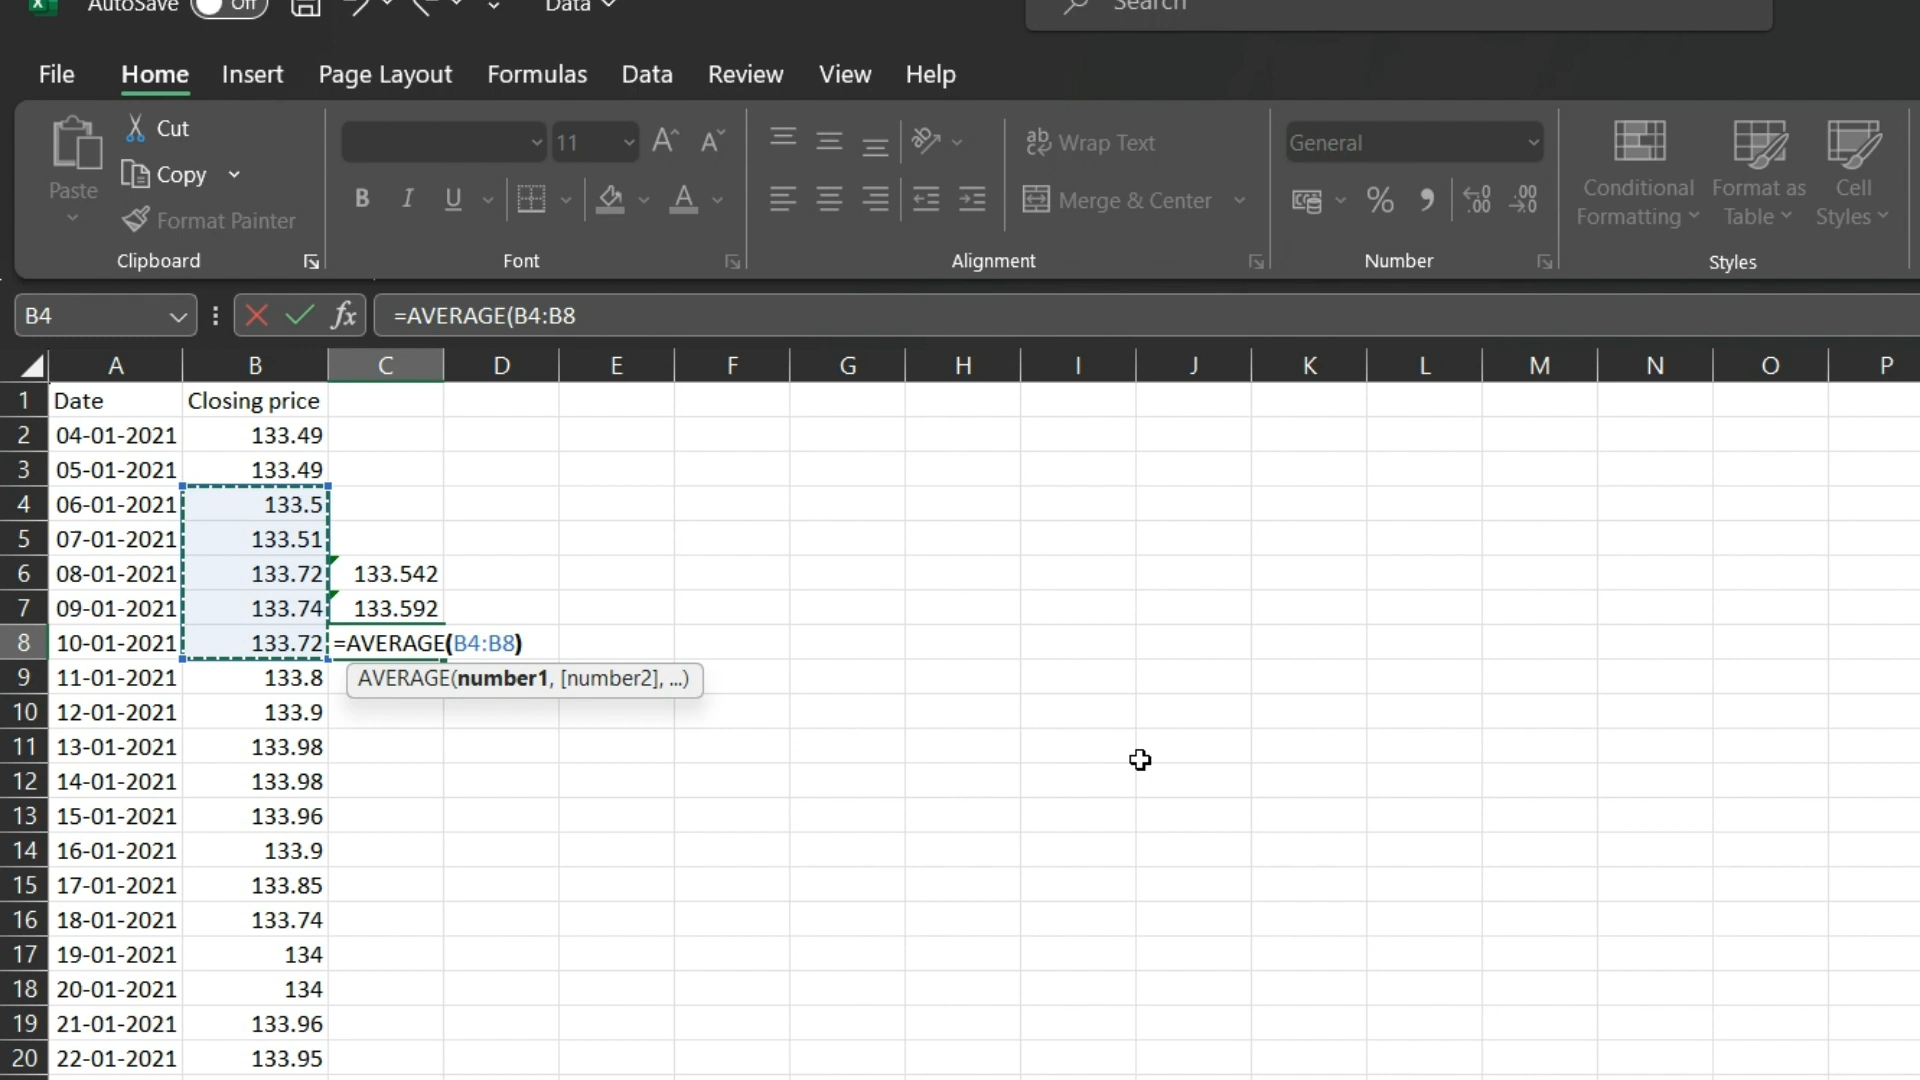 AutoSave Off Data Search
File Home Insert Page Layout Formulas Data Review View Help
Paste Cut Copy Format Painter
Clipboard
11 A^ A˅
B I U A
Font
ab Wrap Text
Merge & Center
Alignment
General
% 9 .00
Number
Conditional Formatting Format as Table Cell Styles
Styles
B4 fx =AVERAGE(B4:B8
A B C D E F G H I J K L M N O P
1 Date Closing price
2 04-01-2021 133.49
3 05-01-2021 133.49
4 06-01-2021 133.5
5 07-01-2021 133.51
6 08-01-2021 133.72 133.542
7 09-01-2021 133.74 133.592
8 10-01-2021 133.72 =AVERAGE(B4:B8)
9 11-01-2021 133.8 AVERAGE(number1, [number2], ...)
10 12-01-2021 133.9
11 13-01-2021 133.98
12 14-01-2021 133.98
13 15-01-2021 133.96
14 16-01-2021 133.9
15 17-01-2021 133.85
16 18-01-2021 133.74
17 19-01-2021 134
18 20-01-2021 134
19 21-01-2021 133.96
20 22-01-2021 133.95